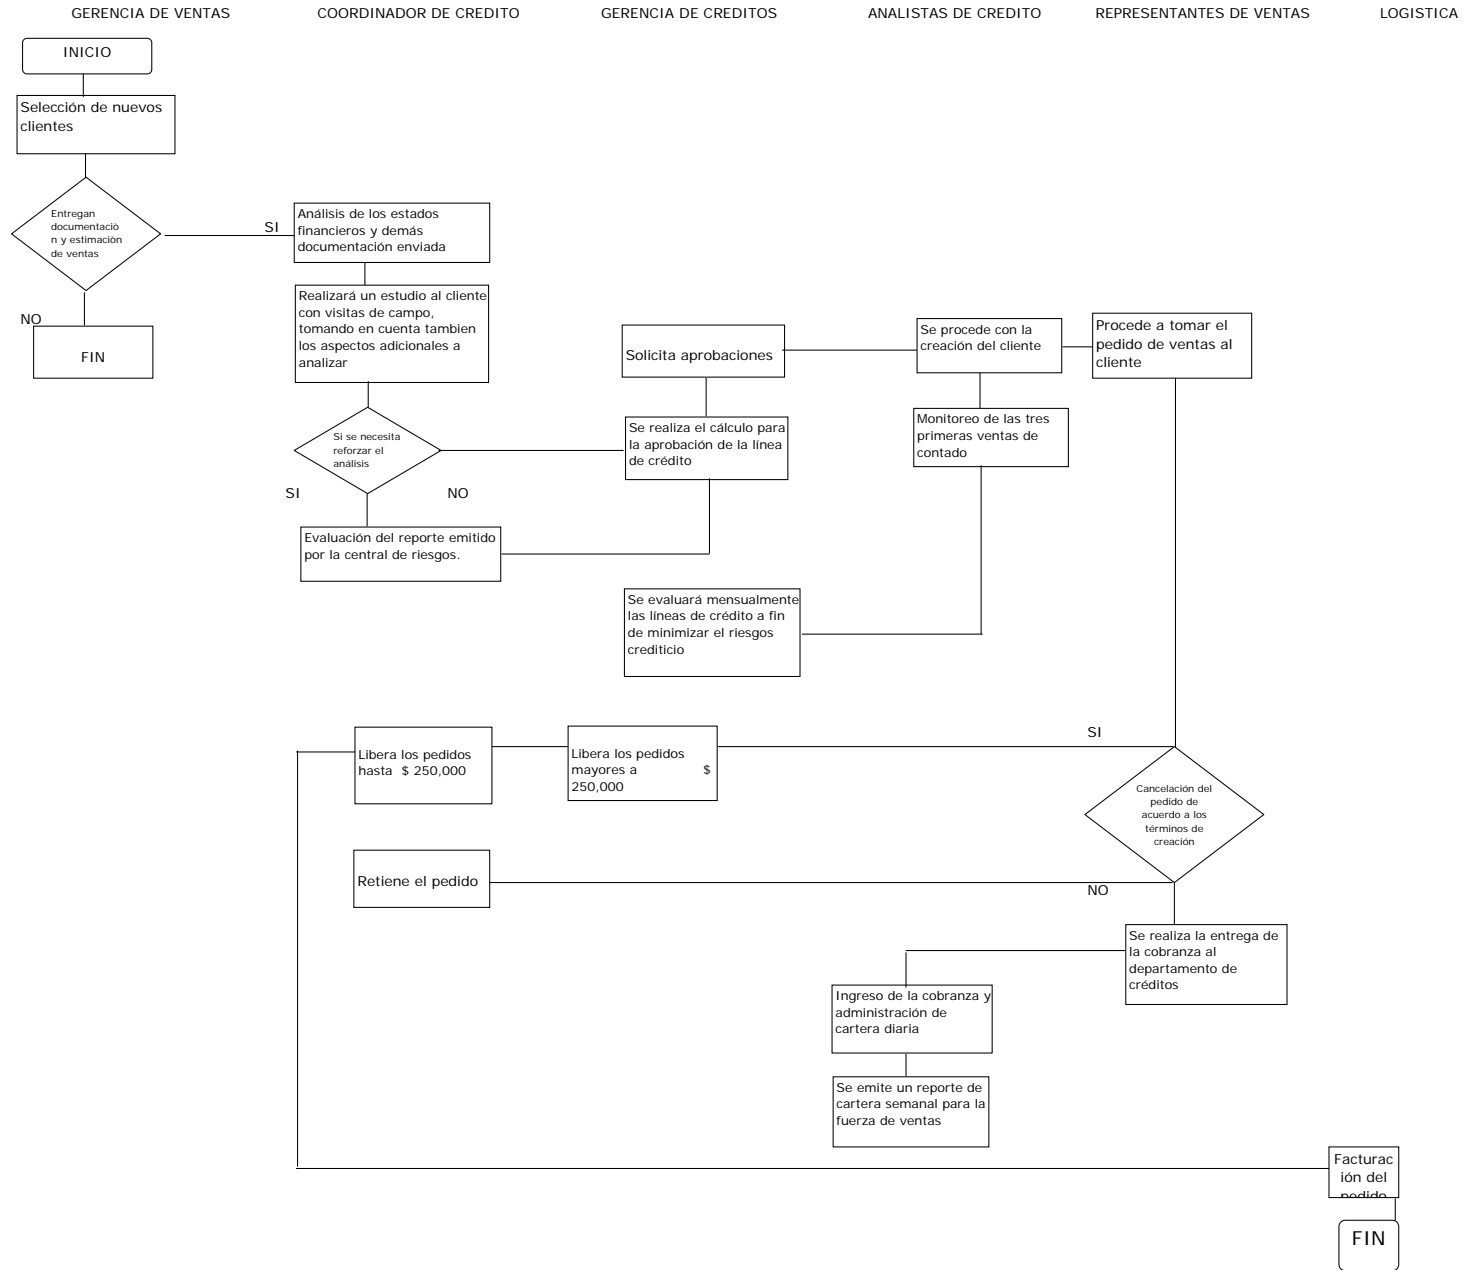 GERENCIA DE VENTAS
COORDINADOR DE CREDITO
GERENCIA DE CREDITOS
ANALISTAS DE CREDITO
REPRESENTANTES DE VENTAS
LOGISTICA
INICIO
Selección de nuevos
clientes
Entregan
documentaciò
n y estimaciòn
de ventas
SI
NO
FIN
Análisis de los estados
financieros y demás
documentación enviada
Realizará un estudio al cliente
con visitas de campo,
tomando en cuenta tambien
los aspectos adicionales a
analizar
Si se necesita
reforzar el
análisis
SI
NO
Evaluación del reporte emitido
por la central de riesgos.
Solicita aprobaciones
Se realiza el cálculo para
la aprobación de la línea
de crédito
Se evaluará mensualmente
las líneas de crédito a fin
de minimizar el riesgos
crediticio
Se procede con la
creación del cliente
Monitoreo de las tres
primeras ventas de
contado
Procede a tomar el
pedido de ventas al
cliente
SI
Libera los pedidos
hasta $ 250,000
Libera los pedidos
mayores a $
250,000
Cancelación del
pedido de
acuerdo a los
términos de
creación
Retiene el pedido
NO
Se realiza la entrega de
la cobranza al
departamento de
créditos
Ingreso de la cobranza y
administración de
cartera diaria
Se emite un reporte de
cartera semanal para la
fuerza de ventas
Facturac
ión del
pedido
FIN